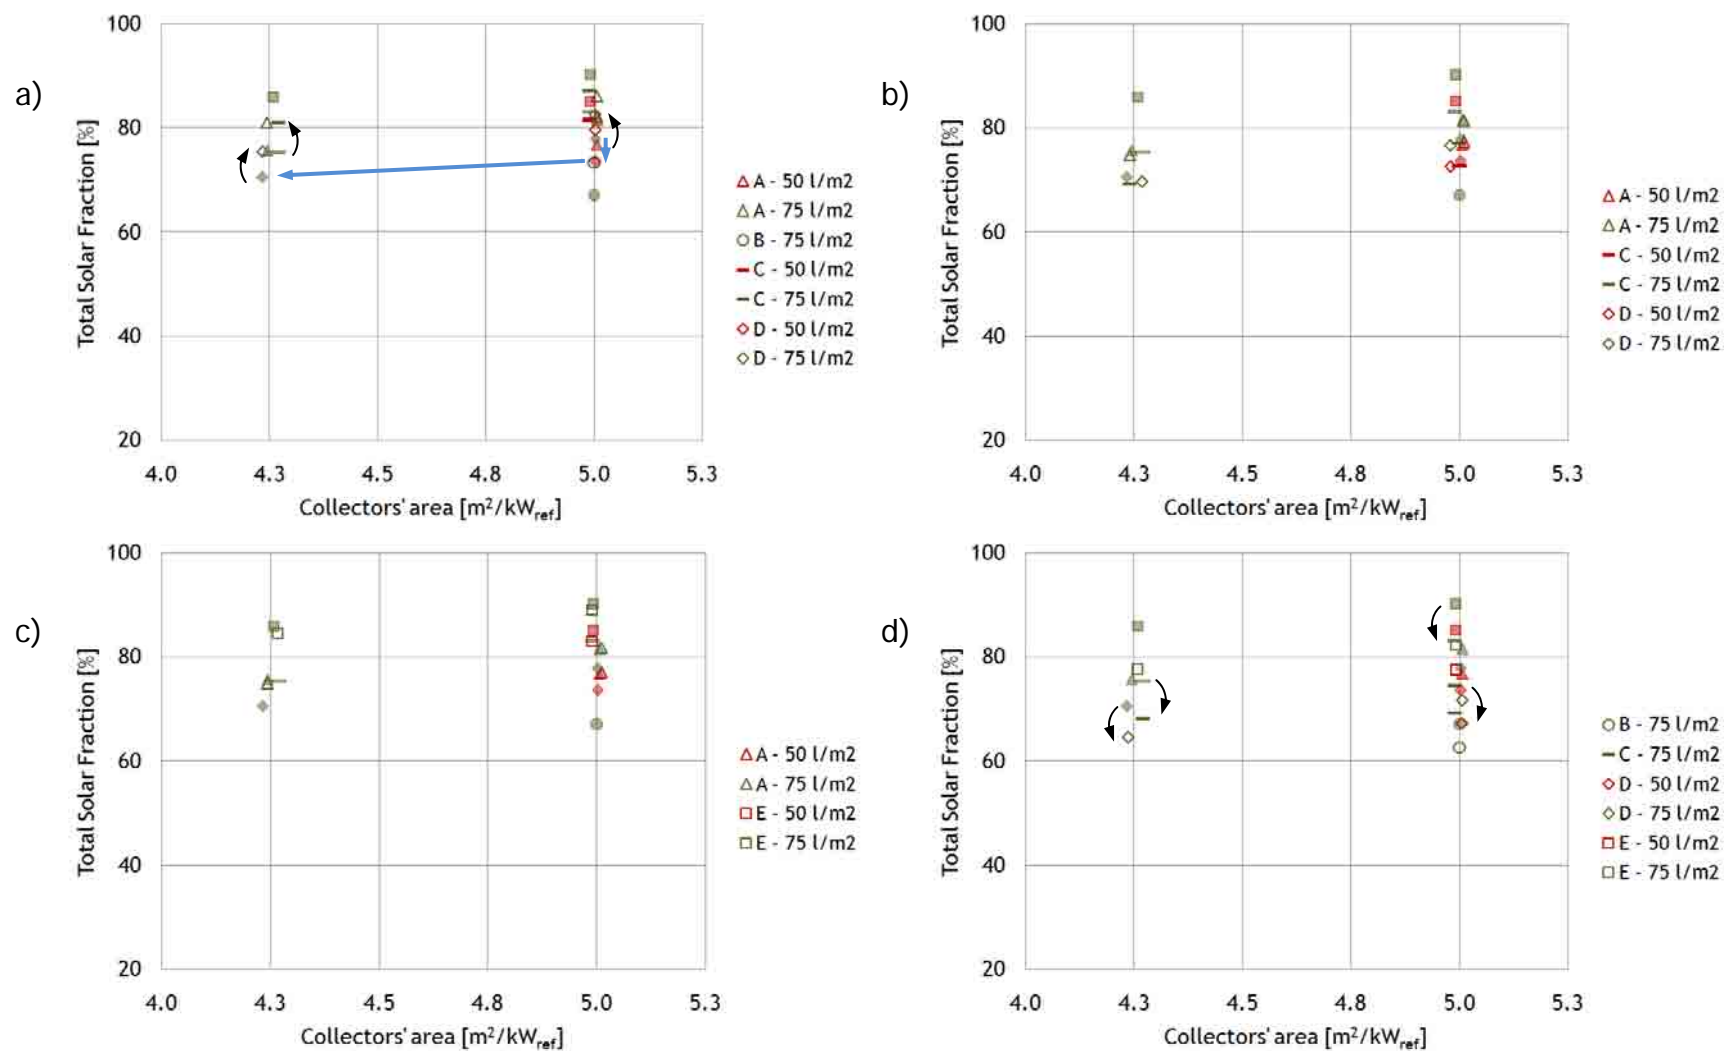 a)
Total Solar Fraction [%]
100
80
60
40
20
4.0 4.3 4.5 4.8 5.0 5.3
Collectors' area [m²/kWref]
A - 50 l/m2
A - 75 l/m2
B - 75 l/m2
C - 50 l/m2
C - 75 l/m2
D - 50 l/m2
D - 75 l/m2
b)
Total Solar Fraction [%]
100
80
60
40
20
4.0 4.3 4.5 4.8 5.0 5.3
Collectors' area [m²/kWref]
A - 50 l/m2
A - 75 l/m2
C - 50 l/m2
C - 75 l/m2
D - 50 l/m2
D - 75 l/m2
c)
Total Solar Fraction [%]
100
80
60
40
20
4.0 4.3 4.5 4.8 5.0 5.3
Collectors' area [m²/kWref]
A - 50 l/m2
A - 75 l/m2
E - 50 l/m2
E - 75 l/m2
d)
Total Solar Fraction [%]
100
80
60
40
20
4.0 4.3 4.5 4.8 5.0 5.3
Collectors' area [m²/kWref]
B - 75 l/m2
C - 75 l/m2
D - 50 l/m2
D - 75 l/m2
E - 50 l/m2
E - 75 l/m2